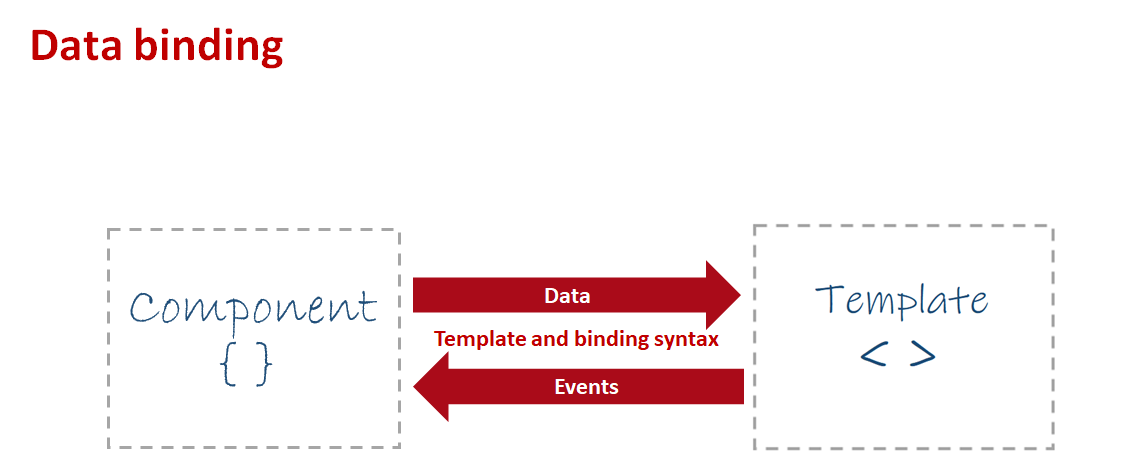 Data binding
Component
{ }
Data
Template and binding syntax
Events
Template
< >